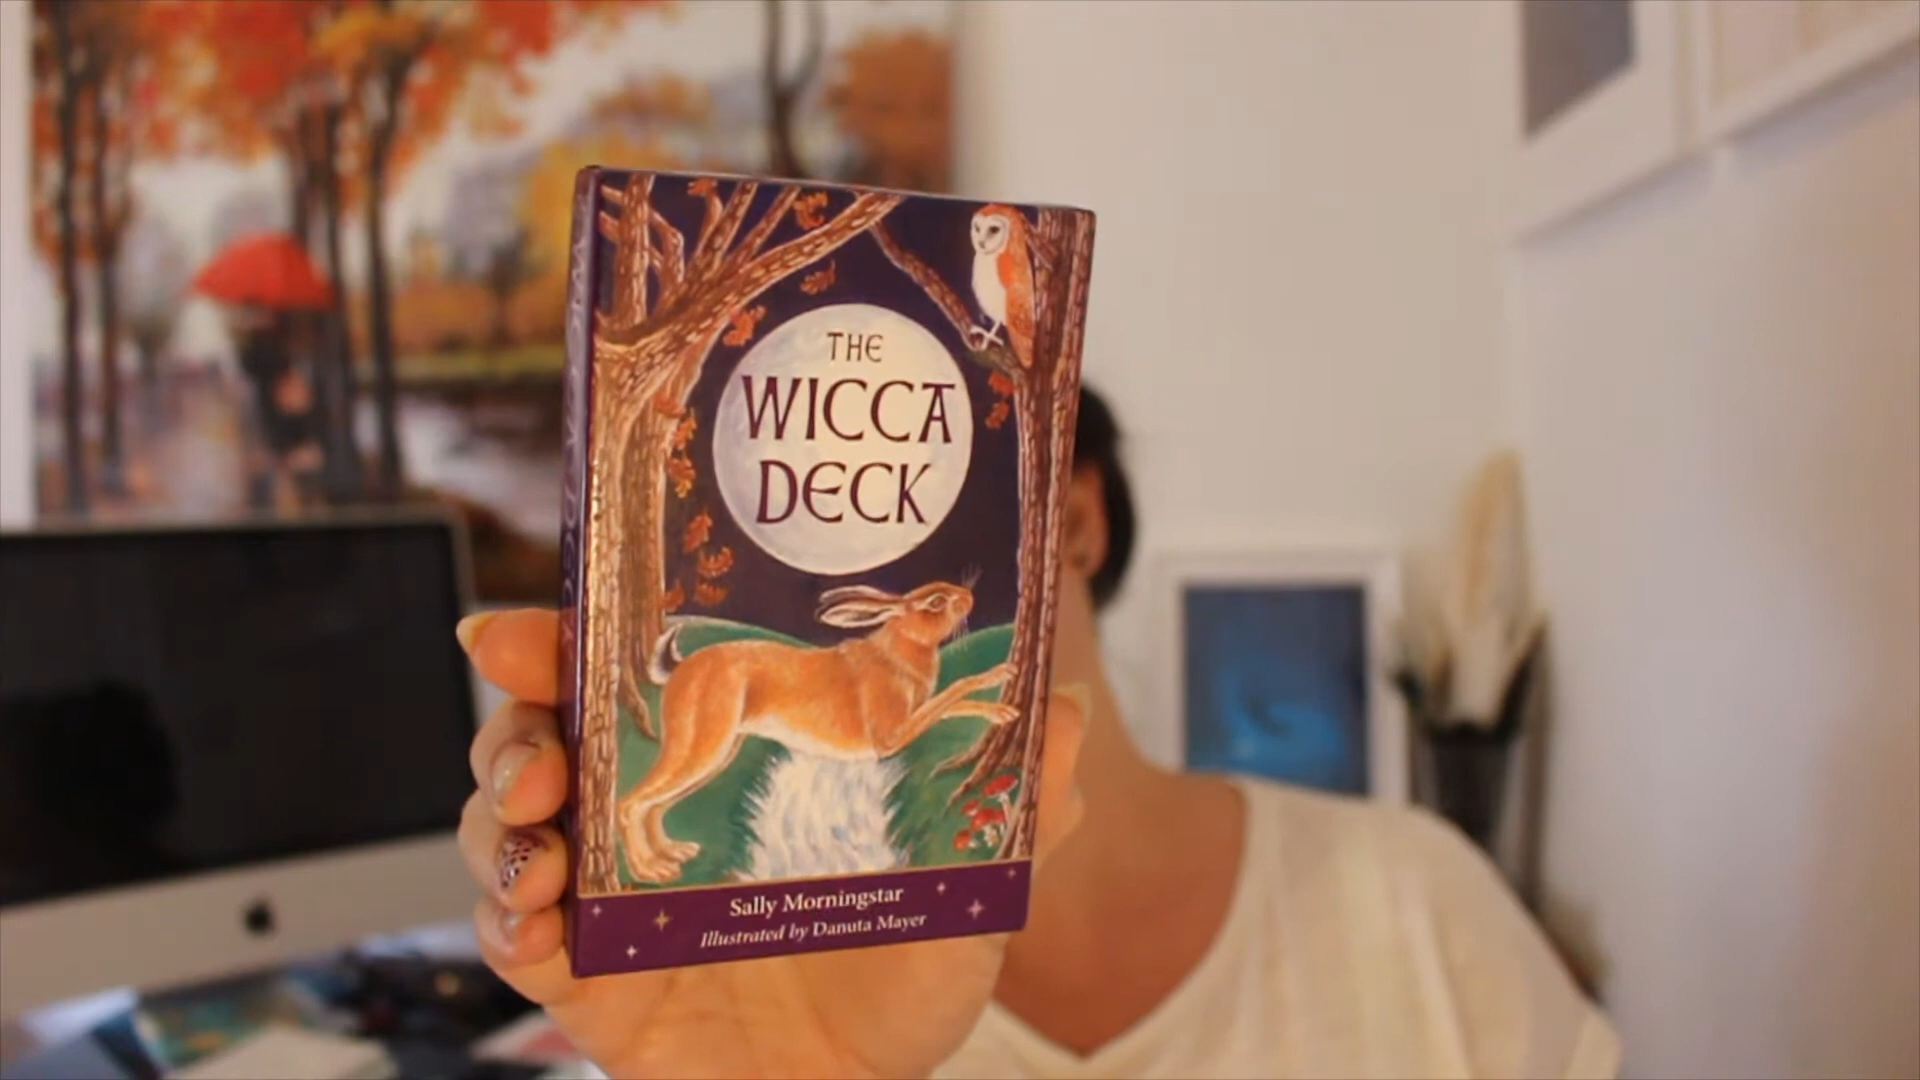 THE
WICCA
DECK
Sally Morningstar
Illustrated by Danuta Mayer